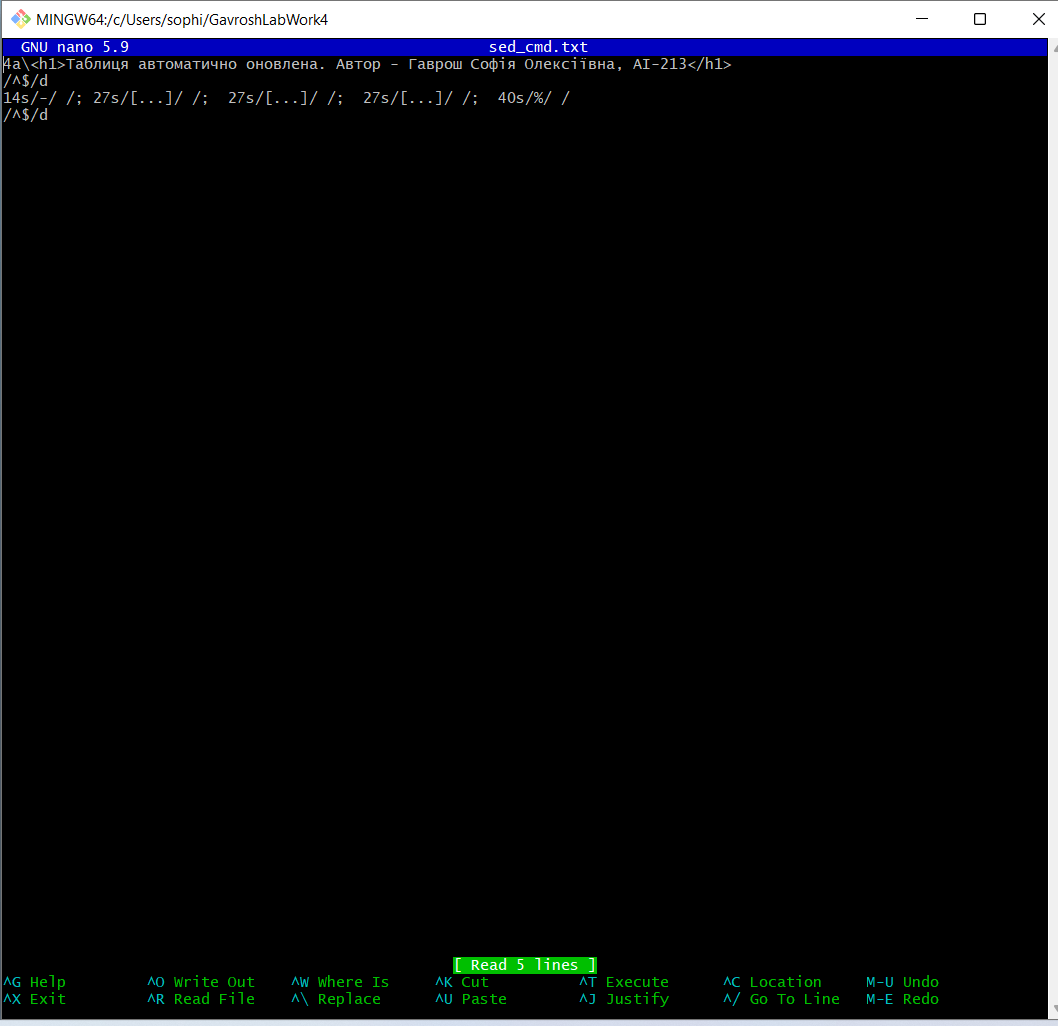 MINGW64:/c/Users/sophi/GavroshLabWork4
GNU nano 5.9 sed_cmd.txt
4a\<h1>Таблиця автоматично оновлена. Автор - Гаврош Софія Олексіївна, АІ-213</h1>
/^$/d
14s/-/ /; 27s/[...]/ /;  27s/[...]/ /;  27s/[...]/ /;  40s/%/ /
/^$/d
[ Read 5 lines ]
^G Help ^O Write Out ^W Where Is ^K Cut ^T Execute ^C Location M-U Undo
^X Exit ^R Read File ^\ Replace ^U Paste ^J Justify ^/ Go To Line M-E Redo